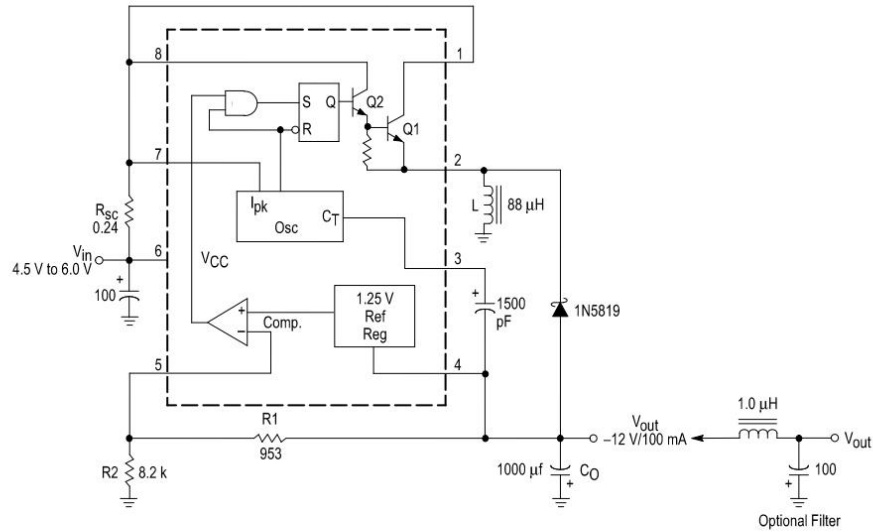 8
1
S
Q
Q2
R
Q1
7
2
Ipk
Osc
CT
L
88 µH
Rsc
0.24
Vin
4.5 V to 6.0 V
6
VCC
3
+
100
+
1500
pF
1N5819
1.25 V
Ref
Reg
+
−
Comp.
5
4
R1
953
Vout
−12 V/100 mA
1.0 µH
Vout
R2
8.2 k
1000 µf
+
CO
+
100
Optional Filter